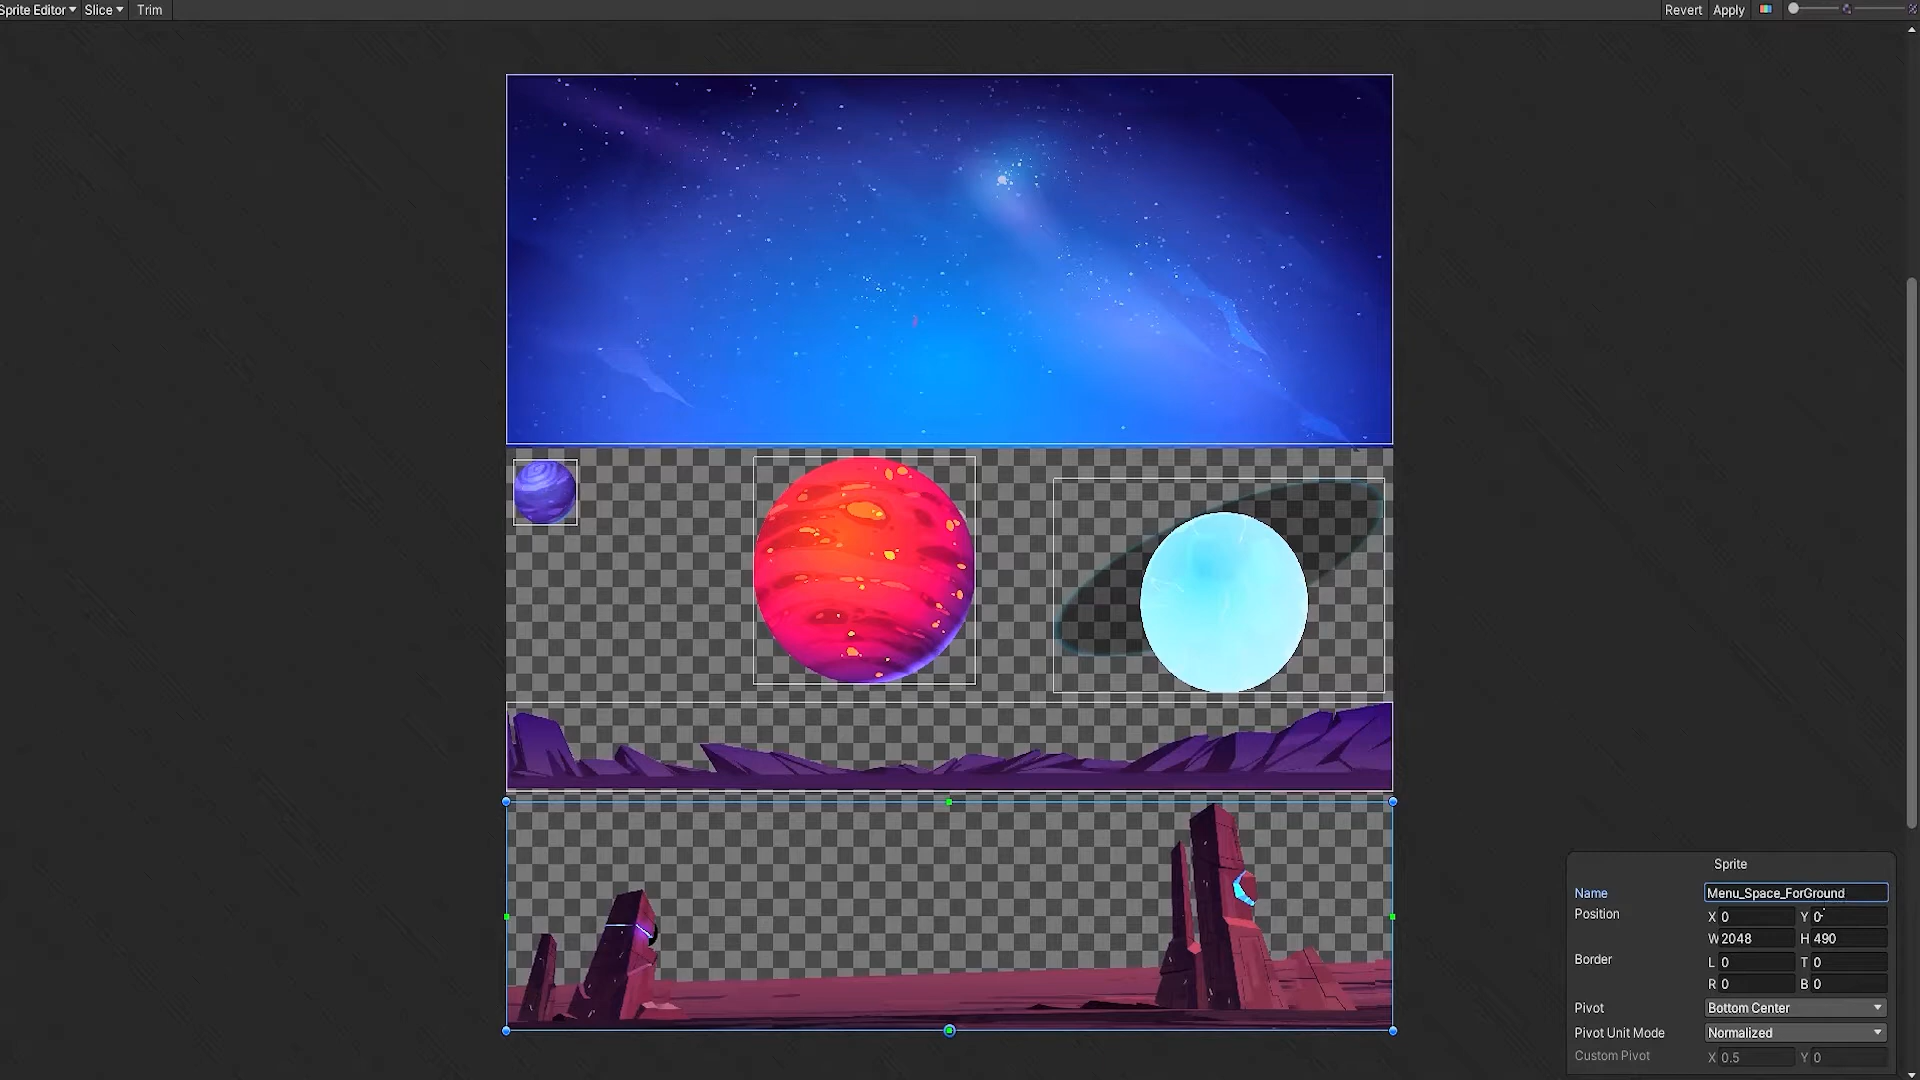 Sprite Editor Slice Trim Revert Apply
Sprite
Name Menu_Space_ForGround
Position X 0 Y 0
W 2048 H 490
Border L 0 T 0
R 0 B 0
Pivot Bottom Center
Pivot Unit Mode Normalized
Custom Pivot X 0.5 Y 0